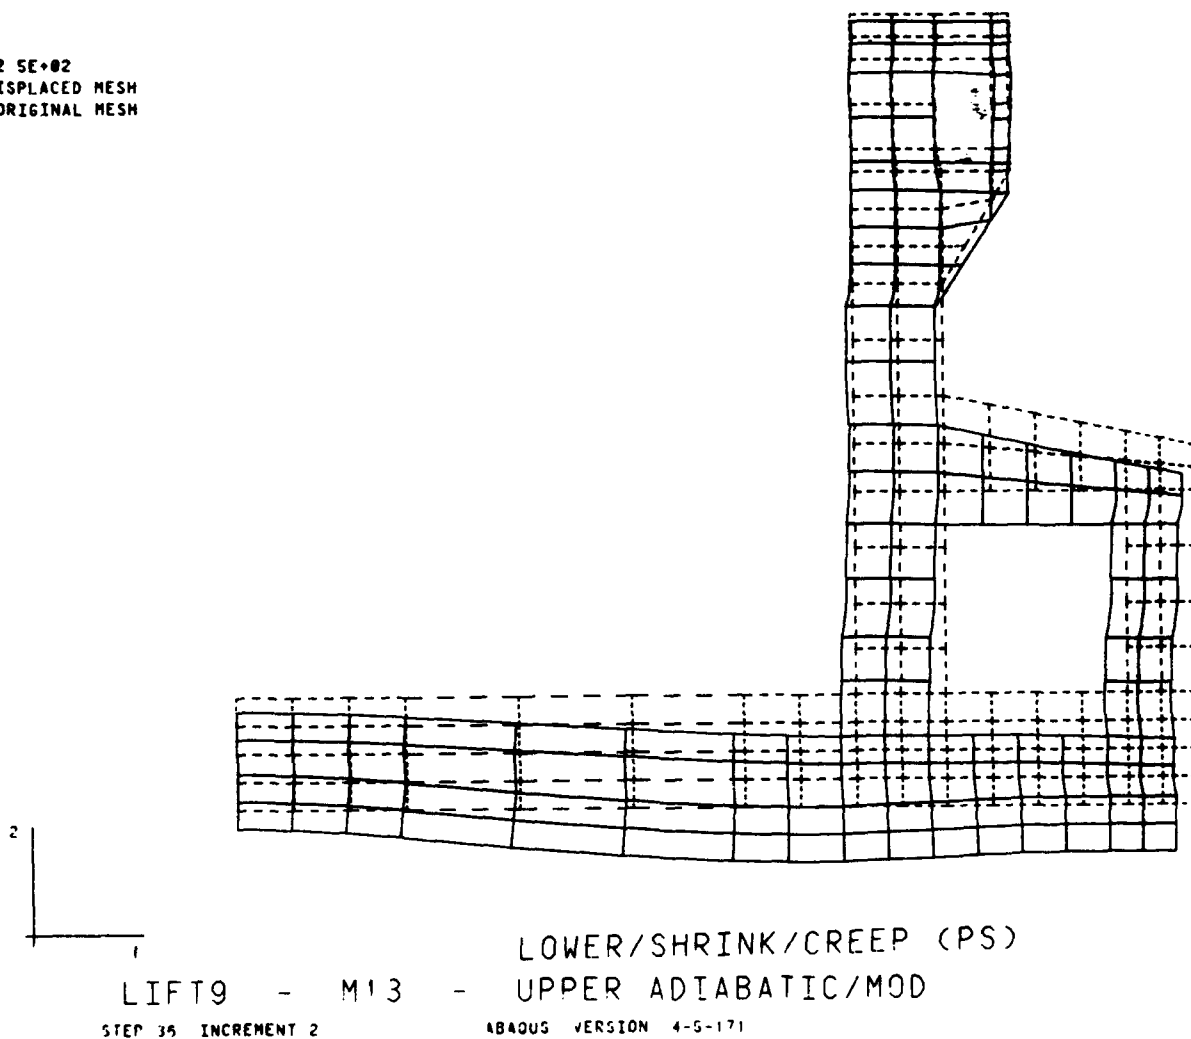 2 5E+02
ISPLACED MESH
ORIGINAL MESH
2
1
LOWER/SHRINK/CREEP (PS)
LIFT9 - M13 - UPPER ADIABATIC/MOD
STEP 35 INCREMENT 2 ABAQUS VERSION 4-5-171